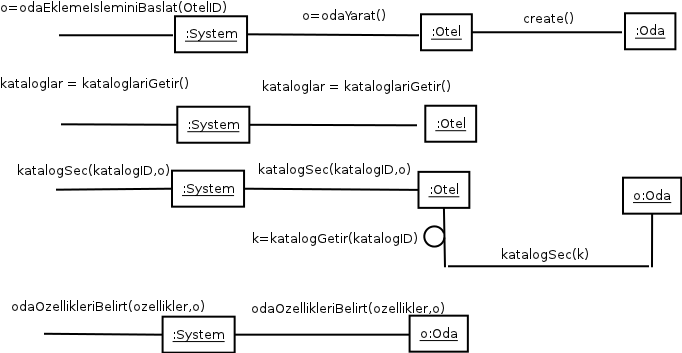 o=odaEklemeIsleminiBaslat(OtelID)
o=odaYarat()
create()
:System
:Otel
:Oda
kataloglar = kataloglariGetir()
kataloglar = kataloglariGetir()
:System
:Otel
katalogSec(katalogID,o)
katalogSec(katalogID,o)
:System
:Otel
o:Oda
k=katalogGetir(katalogID)
katalogSec(k)
odaOzellikleriBelirt(ozellikler,o)
odaOzellikleriBelirt(ozellikler,o)
:System
o:Oda